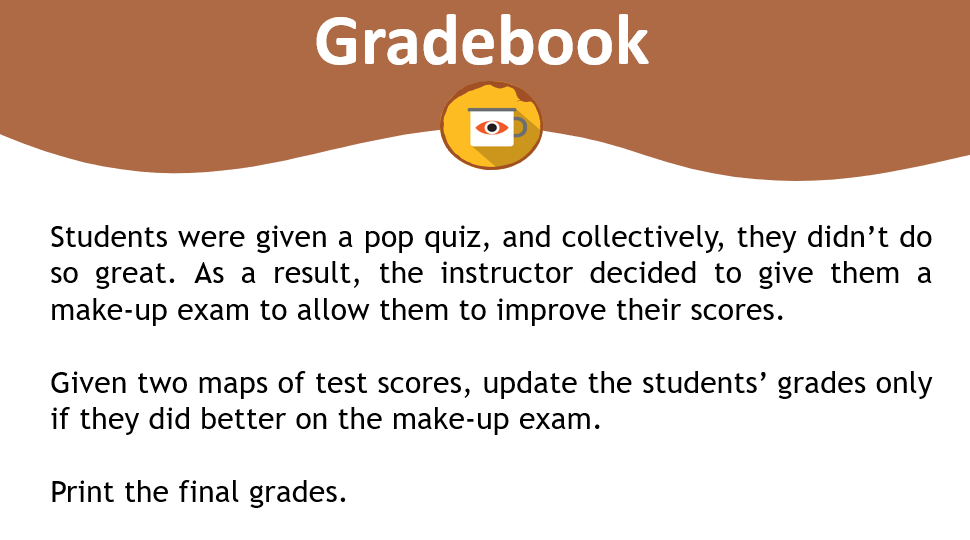 Gradebook
Students were given a pop quiz, and collectively, they didn’t do
so great. As a result, the instructor decided to give them a
make-up exam to allow them to improve their scores.
Given two maps of test scores, update the students’ grades only
if they did better on the make-up exam.
Print the final grades.